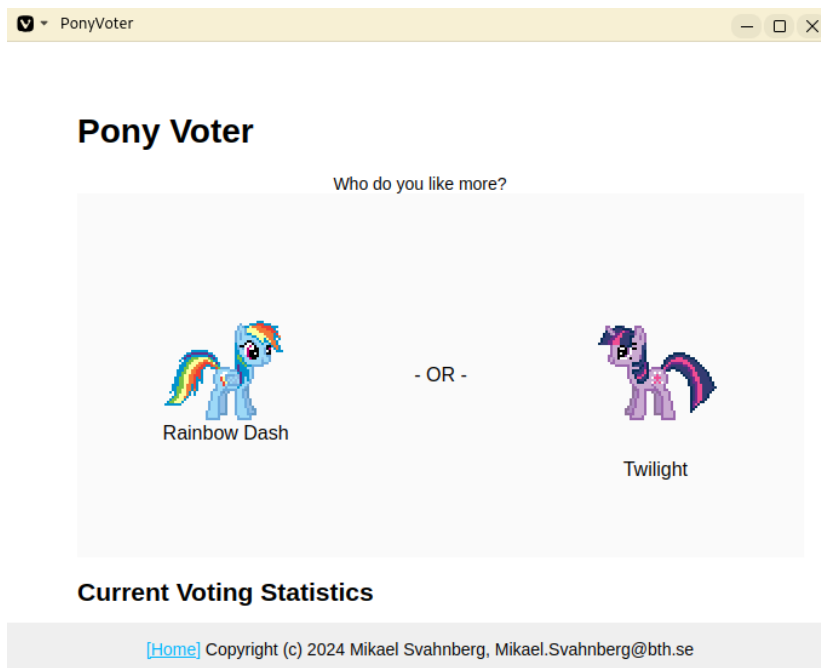 PonyVoter
Pony Voter
Who do you like more?
- OR -
Rainbow Dash
Twilight
Current Voting Statistics
[Home] Copyright (c) 2024 Mikael Svahnberg, Mikael.Svahnberg@bth.se